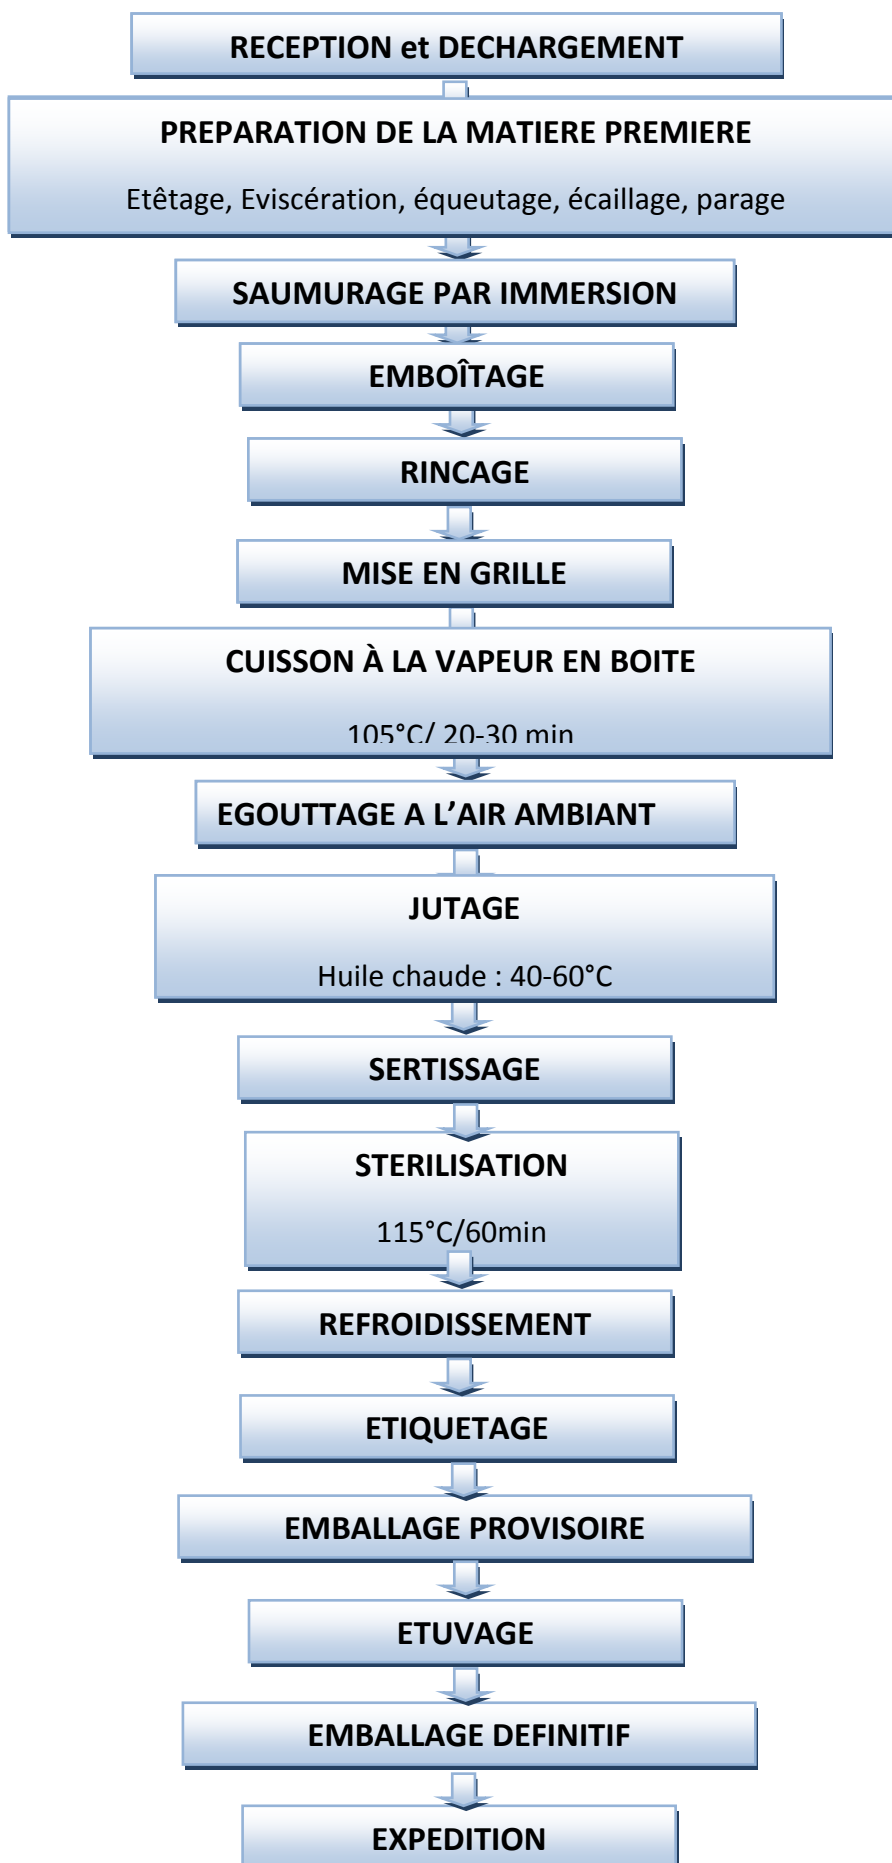 RECEPTION et DECHARGEMENT
PREPARATION DE LA MATIERE PREMIERE
Etêtage, Eviscération, équeutage, écaillage, parage
SAUMURAGE PAR IMMERSION
EMBOÎTAGE
RINCAGE
MISE EN GRILLE
CUISSON À LA VAPEUR EN BOITE
105°C/ 20-30 min
EGOUTTAGE A L’AIR AMBIANT
JUTAGE
Huile chaude : 40-60°C
SERTISSAGE
STERILISATION
115°C/60min
REFROIDISSEMENT
ETIQUETAGE
EMBALLAGE PROVISOIRE
ETUVAGE
EMBALLAGE DEFINITIF
EXPEDITION